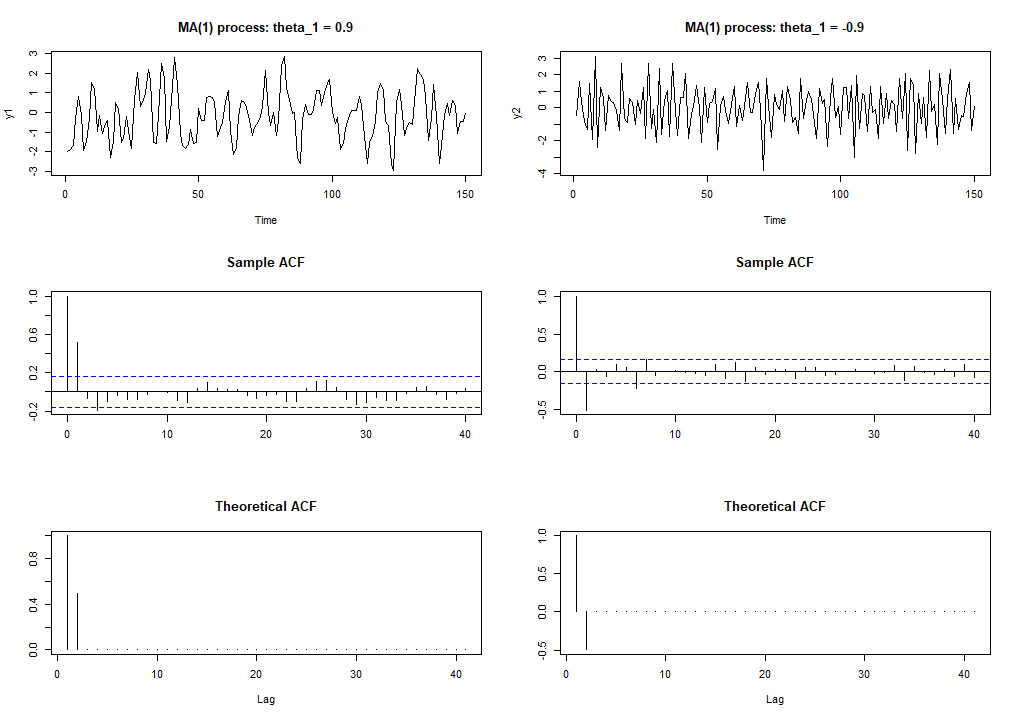 MA(1) process: theta_1 = 0.9
y1
3
2
1
0
-1
-2
-3
0 50 100 150
Time
MA(1) process: theta_1 = -0.9
y2
3
2
0
-2
-4
0 50 100 150
Time
Sample ACF
1.0
0.6
0.2
-0.2
0 10 20 30 40
Sample ACF
1.0
0.5
0.0
-0.5
0 10 20 30 40
Theoretical ACF
0.8
0.4
0.0
0 10 20 30 40
Lag
Theoretical ACF
1.0
0.5
0.0
-0.5
0 10 20 30 40
Lag